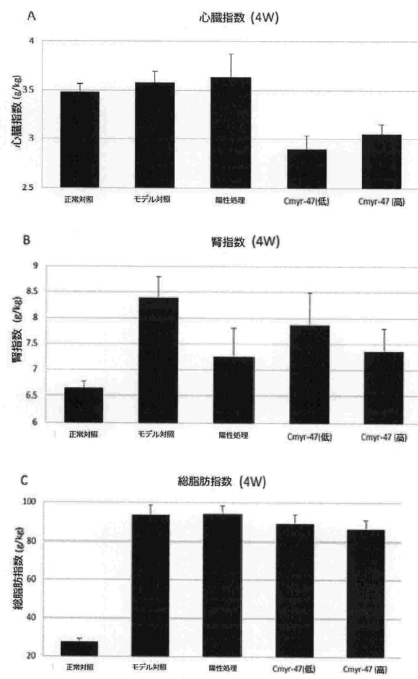 A
心臓指数 (4W)
心臓指数 (g/kg)
4
3.5
3
2.5
正常対照 モデル対照 陽性処理 Cmyr-47(低) Cmyr-47 (高)
B
腎指数 (4W)
腎指数 (g/kg)
9
8.5
8
7.5
7
6.5
6
正常対照 モデル対照 陽性処理 Cmyr-47(低) Cmyr-47 (高)
C
総脂肪指数 (4W)
総脂肪指数 (g/kg)
100
80
60
40
20
正常対照 モデル対照 陽性処理 Cmyr-47(低) Cmyr-47 (高)